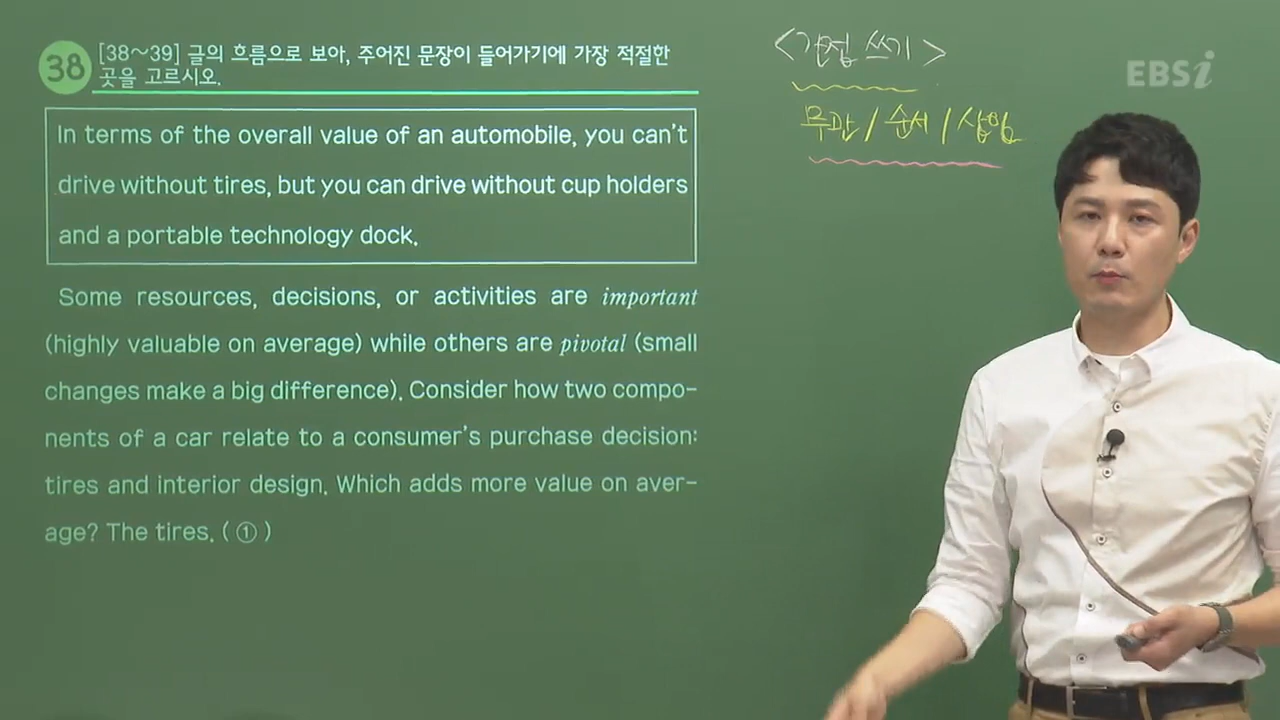 38
[38～39] 글의 흐름으로 보아, 주어진 문장이 들어가기에 가장 적절한
곳을 고르시오.
In terms of the overall value of an automobile, you can't
drive without tires, but you can drive without cup holders
and a portable technology dock.
Some resources, decisions, or activities are important
(highly valuable on average) while others are pivotal (small
changes make a big difference). Consider how two compo-
nents of a car relate to a consumer's purchase decision:
tires and interior design. Which adds more value on aver-
age? The tires. ( ① )
<간접 쓰기>
무관 / 순서 / 삽입
EBSi